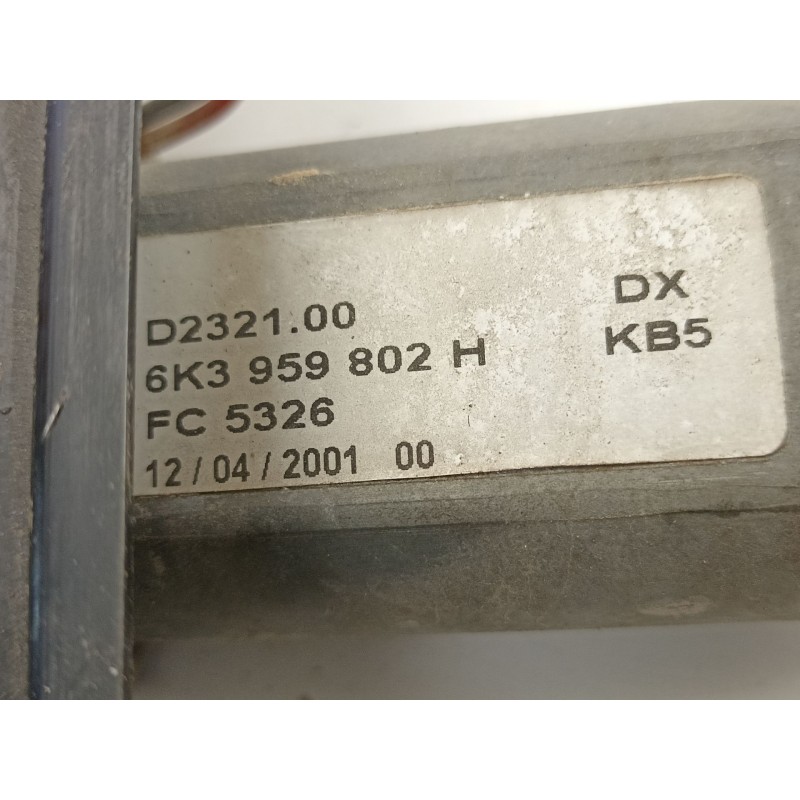 D2321.00
6K3 959 802 H
FC 5326
12/04/2001 00
DX
KB5